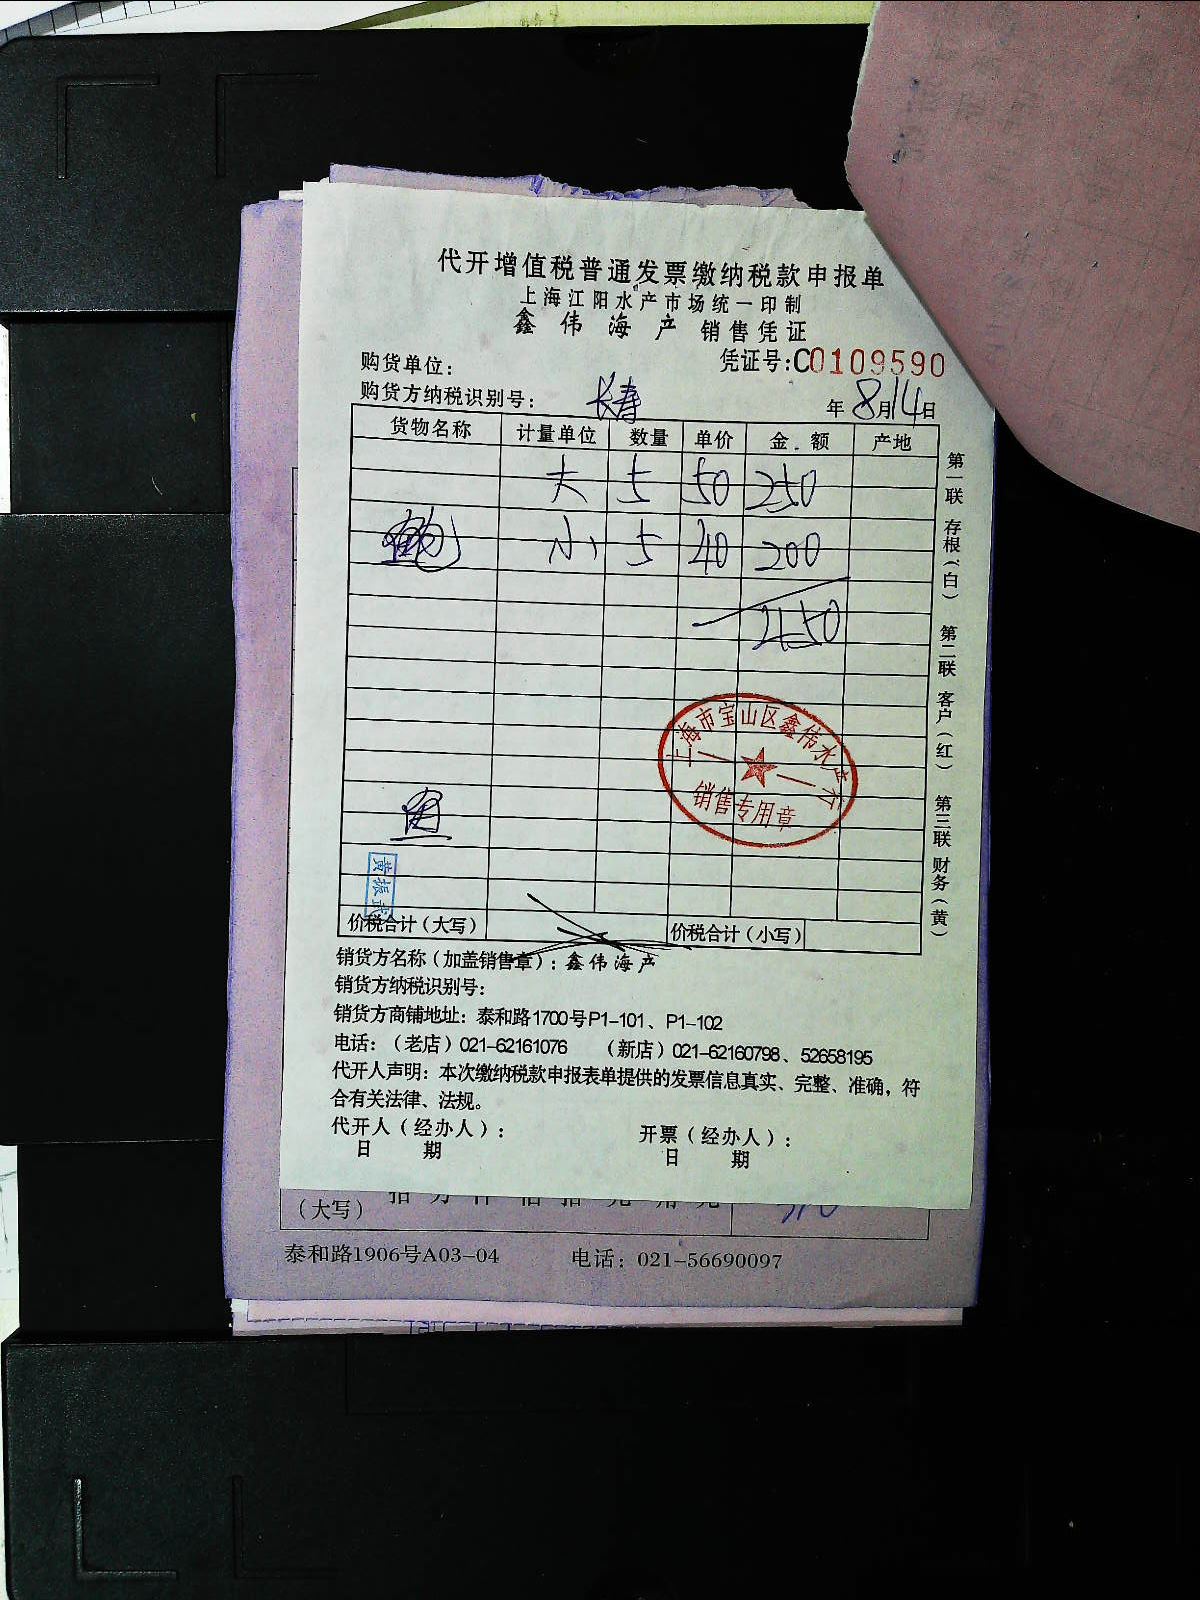 代开增值税普通发票缴纳税款申报单
上海江阳水产市场统一印制
鑫伟海产 销售凭证
购货单位：
凭证号:C0109590
购货方纳税识别号： 长寿
年 8月14日
货物名称 计量单位 数量 单价 金.额 产地
大 5 50 250
小 5 40 200
450
上海市宝山区鑫伟水产行
销售专用章
黄振武
价税合计（大写） 价税合计（小写）
第一联 存根（白） 第二联 客户（红） 第三联 财务（黄）
销货方名称（加盖销售章）：鑫伟海产
销货方纳税识别号：
销货方商铺地址：泰和路1700号P1-101、P1-102
电话：（老店）021-62161076 （新店）021-62160798、52658195
代开人声明：本次缴纳税款申报表单提供的发票信息真实、完整、准确，符
合有关法律、法规。
代开人（经办人）： 开票（经办人）：
日 期 日 期
（大写）
泰和路1906号A03-04 电话：021-56690097